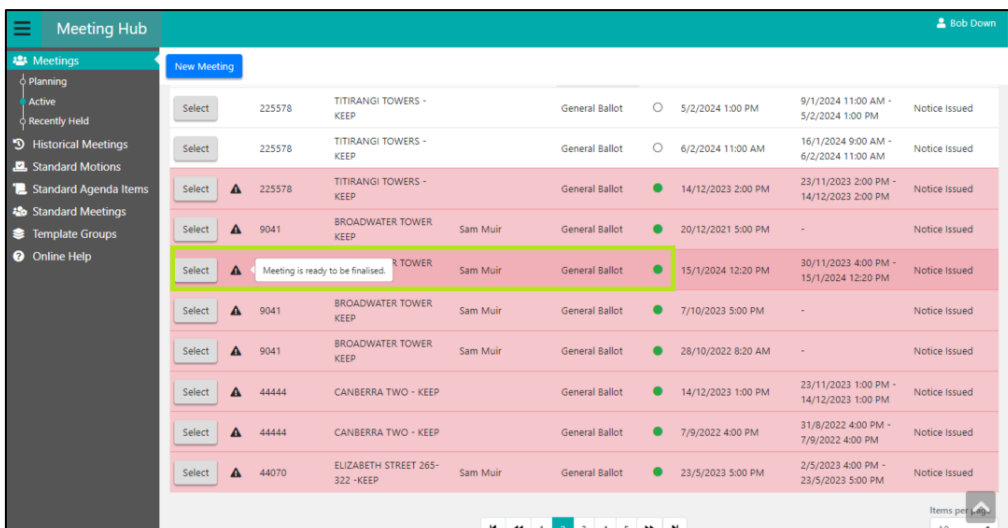 Meeting Hub
Bob Down
Meetings
Planning
Active
Recently Held
Historical Meetings
Standard Motions
Standard Agenda Items
Standard Meetings
Template Groups
Online Help
New Meeting
Select 225578 TITIRANGI TOWERS - General Ballot 5/2/2024 1:00 PM 9/1/2024 11:00 AM - Notice Issued
KEEP 5/2/2024 1:00 PM
Select 225578 TITIRANGI TOWERS - General Ballot 6/2/2024 11:00 AM 16/1/2024 9:00 AM - Notice Issued
KEEP 6/2/2024 11:00 AM
Select 225578 TITIRANGI TOWERS - General Ballot 14/12/2023 2:00 PM 23/11/2023 2:00 PM - Notice Issued
KEEP 14/12/2023 2:00 PM
Select 9041 BROADWATER TOWER Sam Muir General Ballot 20/12/2021 5:00 PM - Notice Issued
KEEP
Select Meeting is ready to be finalised. R TOWER Sam Muir General Ballot 15/1/2024 12:20 PM 30/11/2023 4:00 PM - Notice Issued
15/1/2024 12:20 PM
Select 9041 BROADWATER TOWER Sam Muir General Ballot 7/10/2023 5:00 PM - Notice Issued
KEEP
Select 9041 BROADWATER TOWER Sam Muir General Ballot 28/10/2022 8:20 AM - Notice Issued
KEEP
Select 44444 CANBERRA TWO - KEEP General Ballot 14/12/2023 1:00 PM 23/11/2023 1:00 PM - Notice Issued
14/12/2023 1:00 PM
Select 44444 CANBERRA TWO - KEEP General Ballot 7/9/2022 4:00 PM 31/8/2022 4:00 PM - Notice Issued
7/9/2022 4:00 PM
Select 44070 ELIZABETH STREET 265- Sam Muir General Ballot 23/5/2023 5:00 PM 2/5/2023 4:00 PM - Notice Issued
322 -KEEP 23/5/2023 5:00 PM
Items per